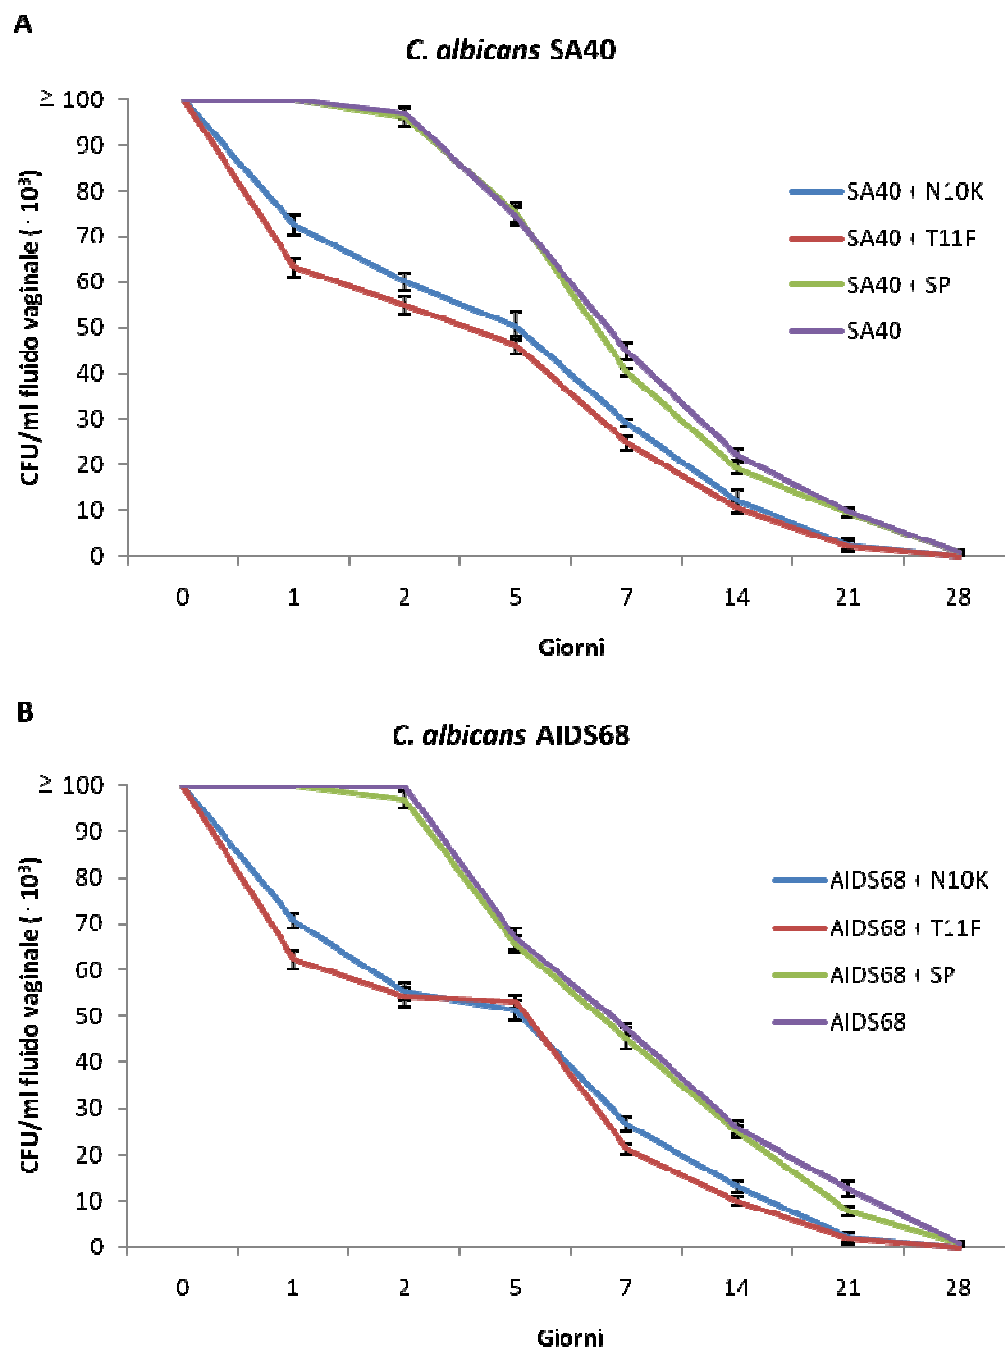 A
C. albicans SA40
≥ 100
90
80
70
60
50
40
30
20
10
0
CFU/ml fluido vaginale ( · 10³)
SA40 + N10K
SA40 + T11F
SA40 + SP
SA40
0 1 2 5 7 14 21 28
Giorni
B
C. albicans AIDS68
≥ 100
90
80
70
60
50
40
30
20
10
0
CFU/ml fluido vaginale ( · 10³)
AIDS68 + N10K
AIDS68 + T11F
AIDS68 + SP
AIDS68
0 1 2 5 7 14 21 28
Giorni